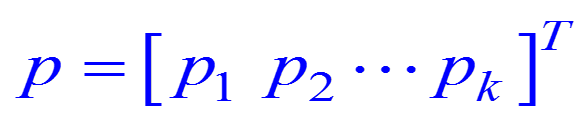 p = [ p₁ p₂ ⋯ pₖ ]ᵀ